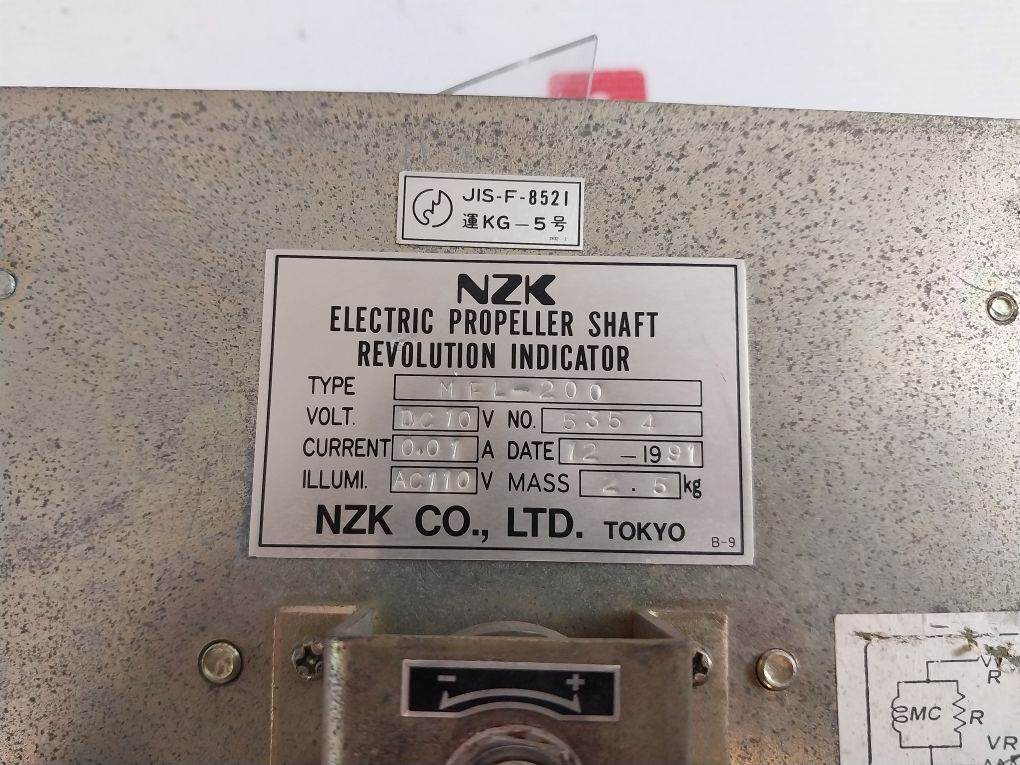 JIS-F-8521
運KG-5号
NZK
ELECTRIC PROPELLER SHAFT
REVOLUTION INDICATOR
TYPE MFL-200
VOLT. DC10 V NO. 5354
CURRENT 0.01 A DATE 12 - 1991
ILLUMI. AC110 V MASS 2.5 kg
NZK CO., LTD. TOKYO
B-9
- +
R
MC R
VR